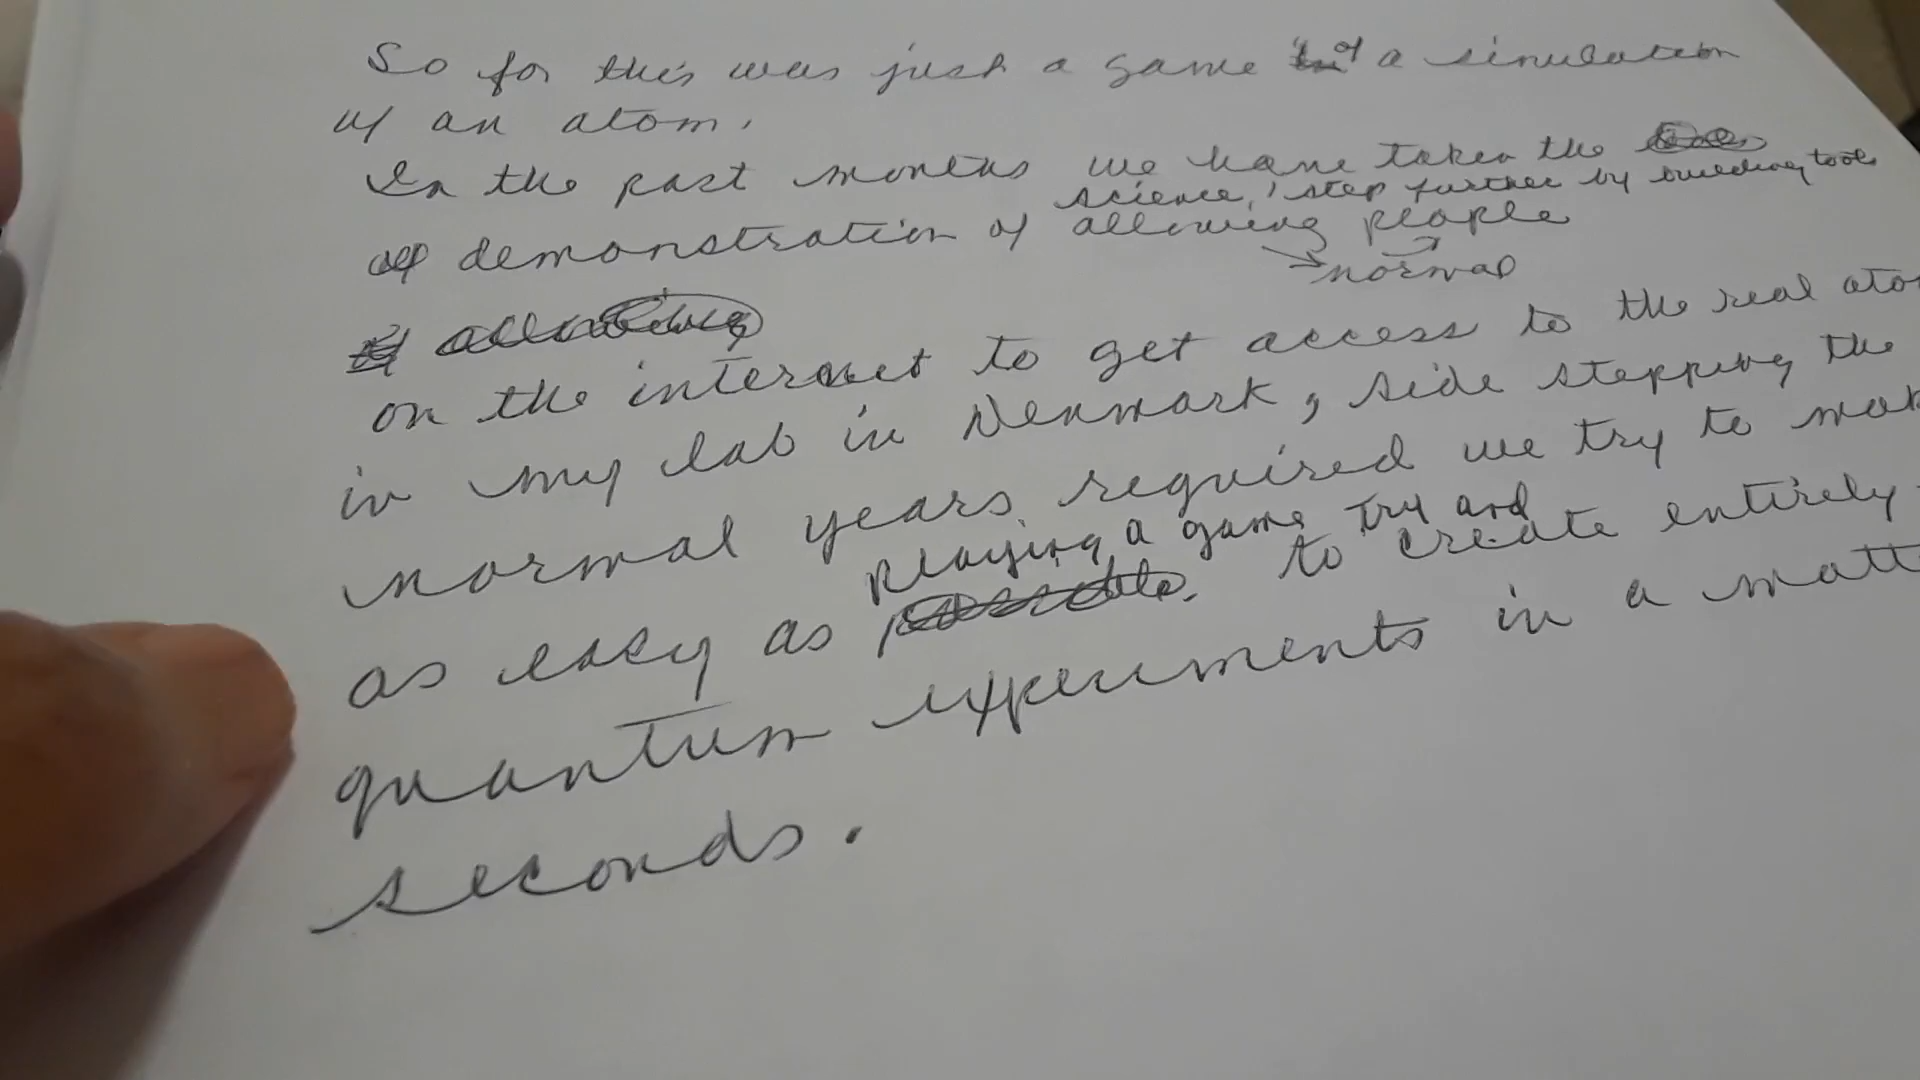 So for this was just a game of a simulation
of an atom.
In the past months we have taken the
science 1 step further by building tools
of demonstration of allowing people
normal
on the internet to get access to the real ato
in my lab in Denmark, side stepping the
normal years required we try to mak
playing a game try and
as easy as to create entirely
quantum experiments in a matt
seconds.